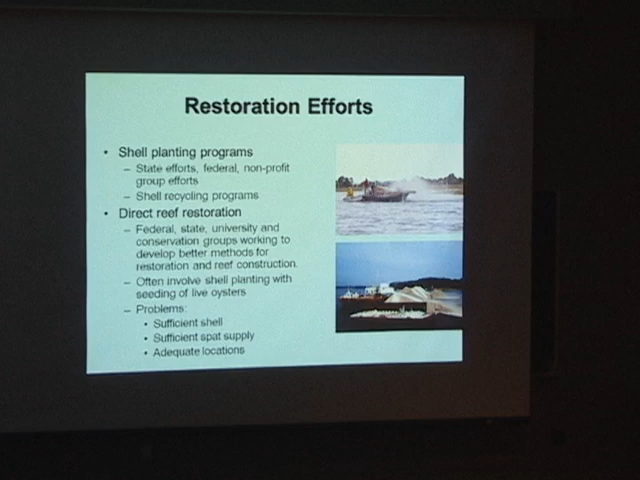 Restoration Efforts
• Shell planting programs
– State efforts, federal, non-profit
group efforts
– Shell recycling programs
• Direct reef restoration
– Federal, state, university and
conservation groups working to
develop better methods for
restoration and reef construction.
– Often involve shell planting with
seeding of live oysters
– Problems:
• Sufficient shell
• Sufficient spat supply
• Adequate locations